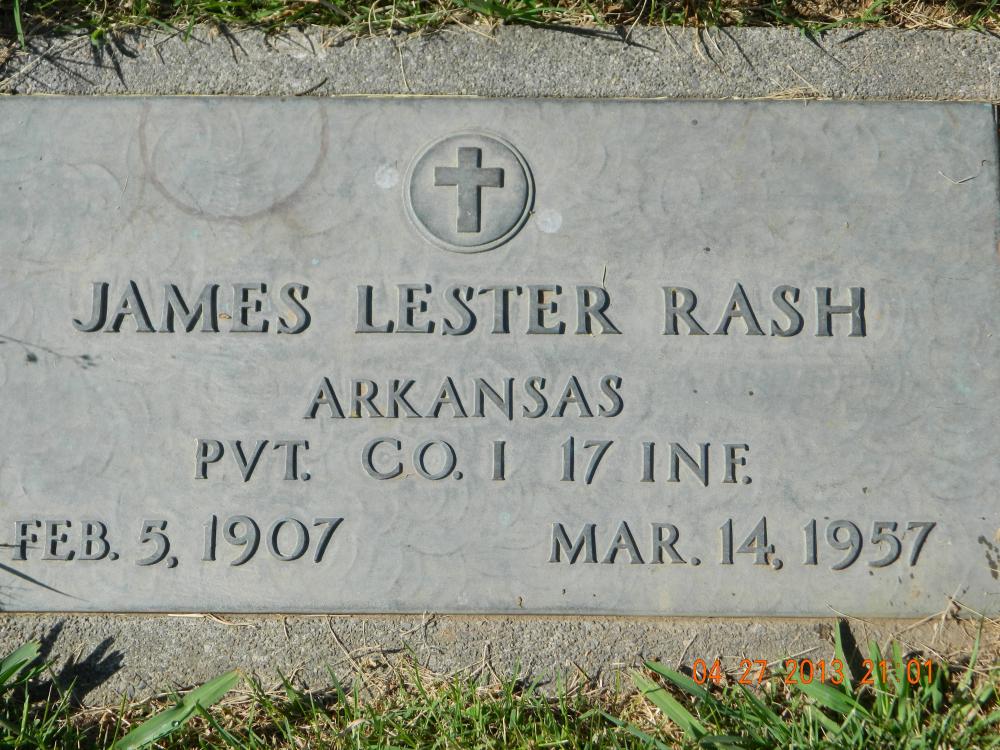 JAMES LESTER RASH
ARKANSAS
PVT. CO. I 17 INF.
FEB. 5, 1907 MAR. 14, 1957
04 27 2013 21 01